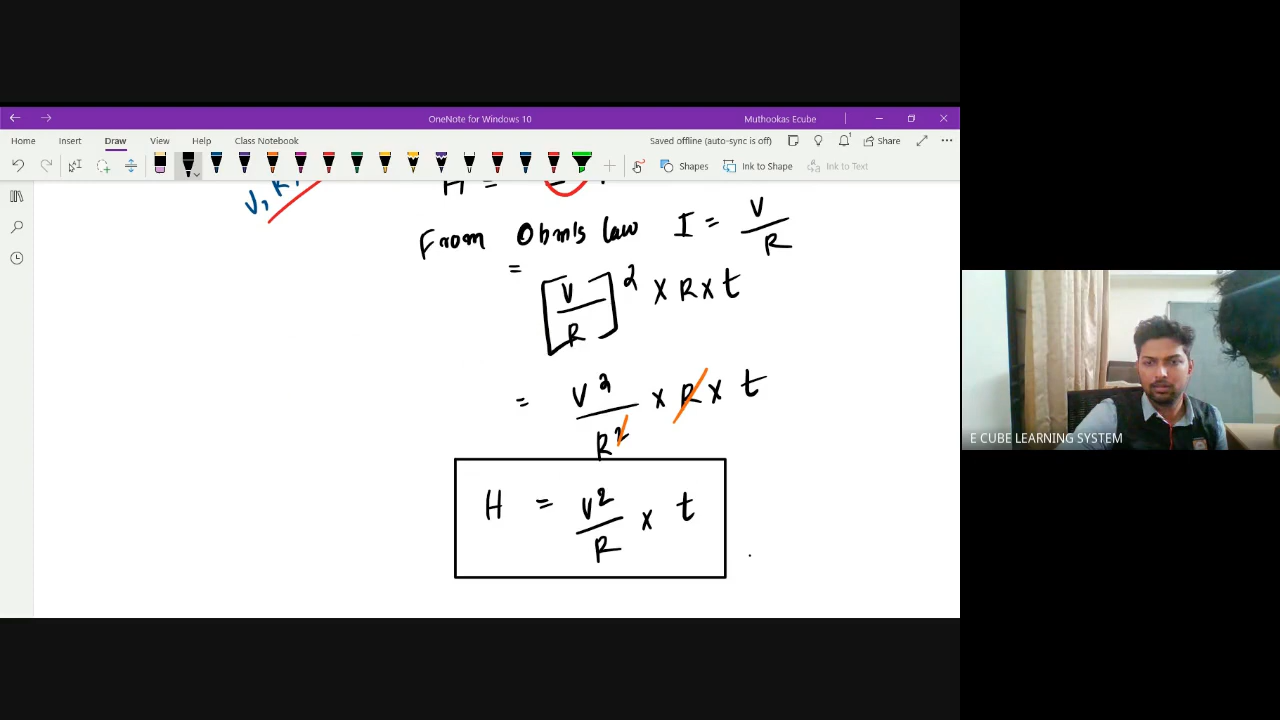 OneNote for Windows 10
Muthookas Ecube
Home Insert Draw View Help Class Notebook
Saved offline (auto-sync is off)
Share
Shapes Ink to Shape Ink to Text
V, R,
H =
From Ohm's law I = V/R
= [V/R]² × R × t
= V²/R² × R × t
H = V²/R × t
E CUBE LEARNING SYSTEM